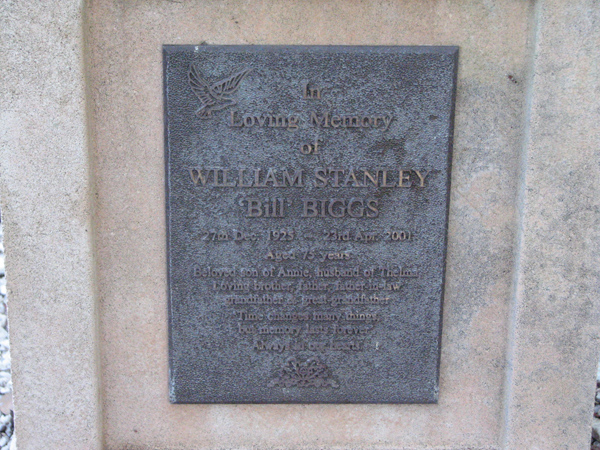 In
Loving Memory
of
WILLIAM STANLEY
'Bill' BIGGS
27th Dec. 1925 — 23rd Apr. 2001
Aged 75 years
Beloved son of Annie, husband of Thelma
Loving brother, father, father-in-law
grandfather & great-grandfather
Time changes many things
but memory lasts forever